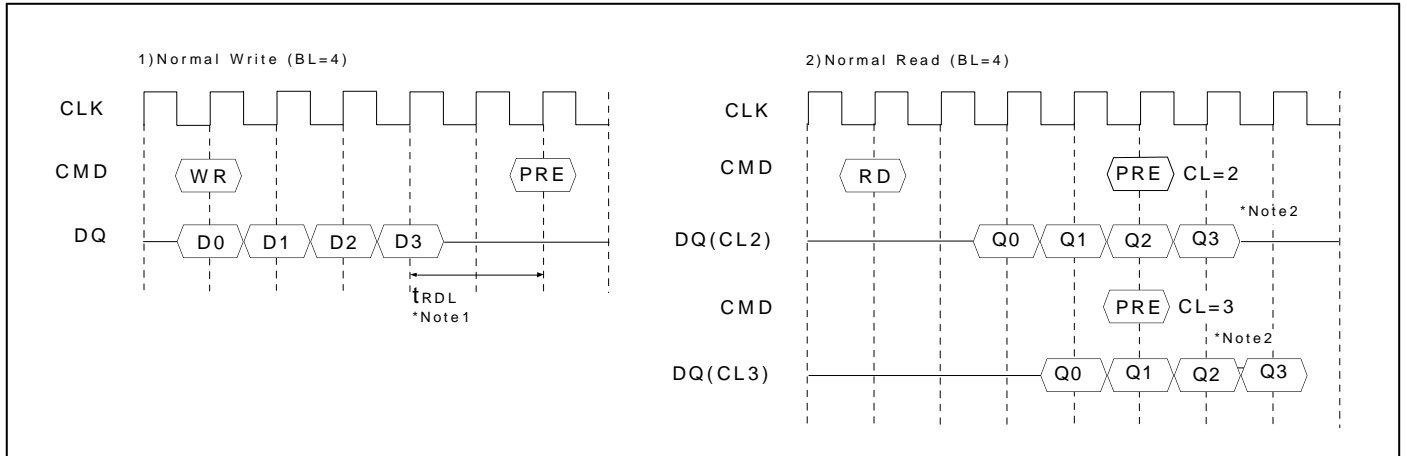 1)Normal Write (BL=4)
CLK
CMD WR PRE
DQ D0 D1 D2 D3
tRDL
*Note1
2)Normal Read (BL=4)
CLK
CMD RD PRE CL=2
*Note2
DQ(CL2) Q0 Q1 Q2 Q3
CMD PRE CL=3
*Note2
DQ(CL3) Q0 Q1 Q2 Q3